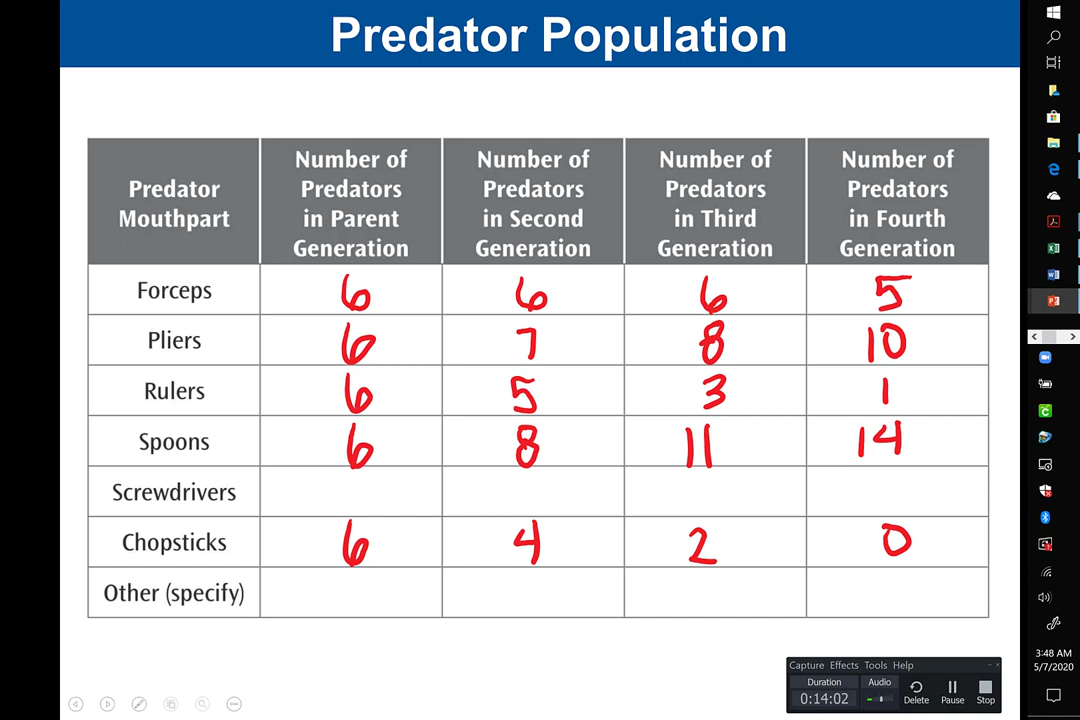 Predator Population
Predator Mouthpart
Number of Predators in Parent Generation
Number of Predators in Second Generation
Number of Predators in Third Generation
Number of Predators in Fourth Generation
Forceps 6 6 6 5
Pliers 6 7 8 10
Rulers 6 5 3 1
Spoons 6 8 11 14
Screwdrivers
Chopsticks 6 4 2 0
Other (specify)
Capture Effects Tools Help
Duration Audio
0:14:02 Delete Pause Stop
3:48 AM
5/7/2020